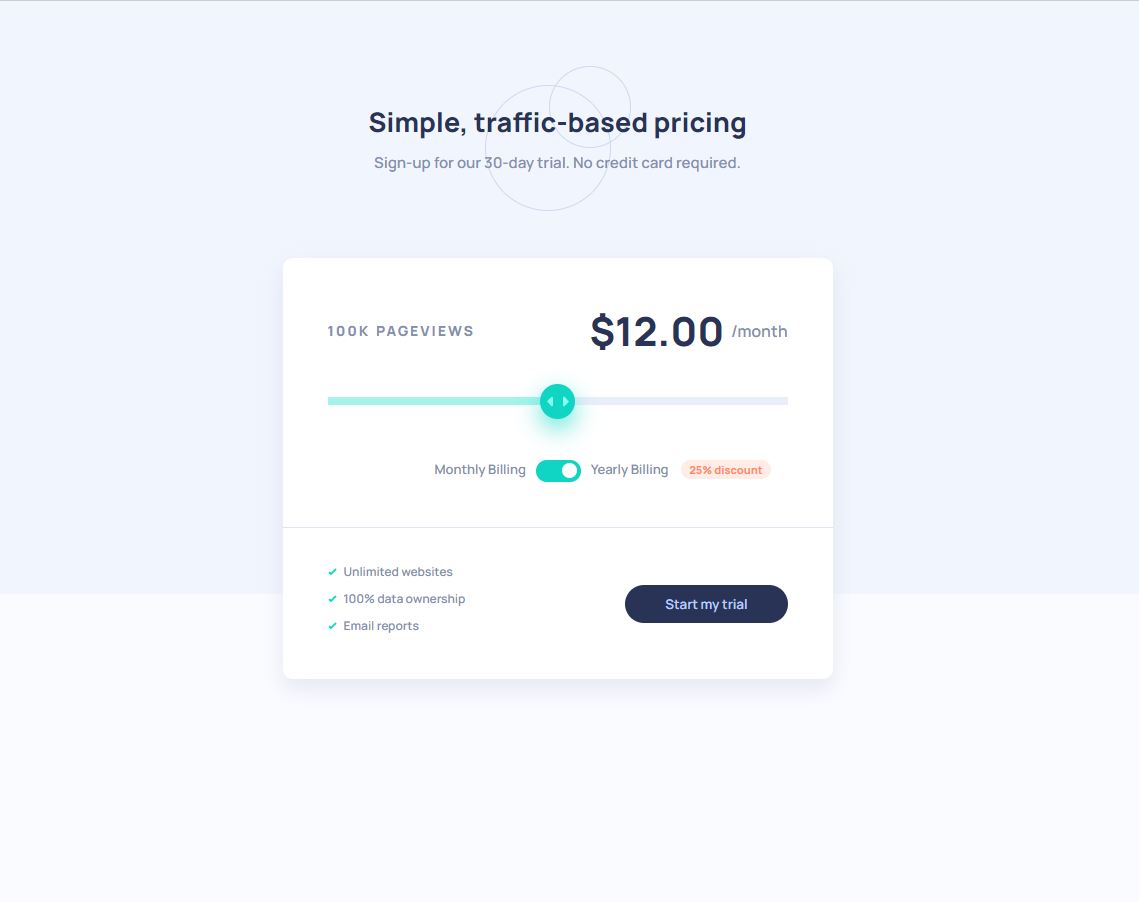 Simple, traffic-based pricing
Sign-up for our 30-day trial. No credit card required.
100K PAGEVIEWS
$12.00 /month
Monthly Billing
Yearly Billing
25% discount
Unlimited websites
100% data ownership
Email reports
Start my trial